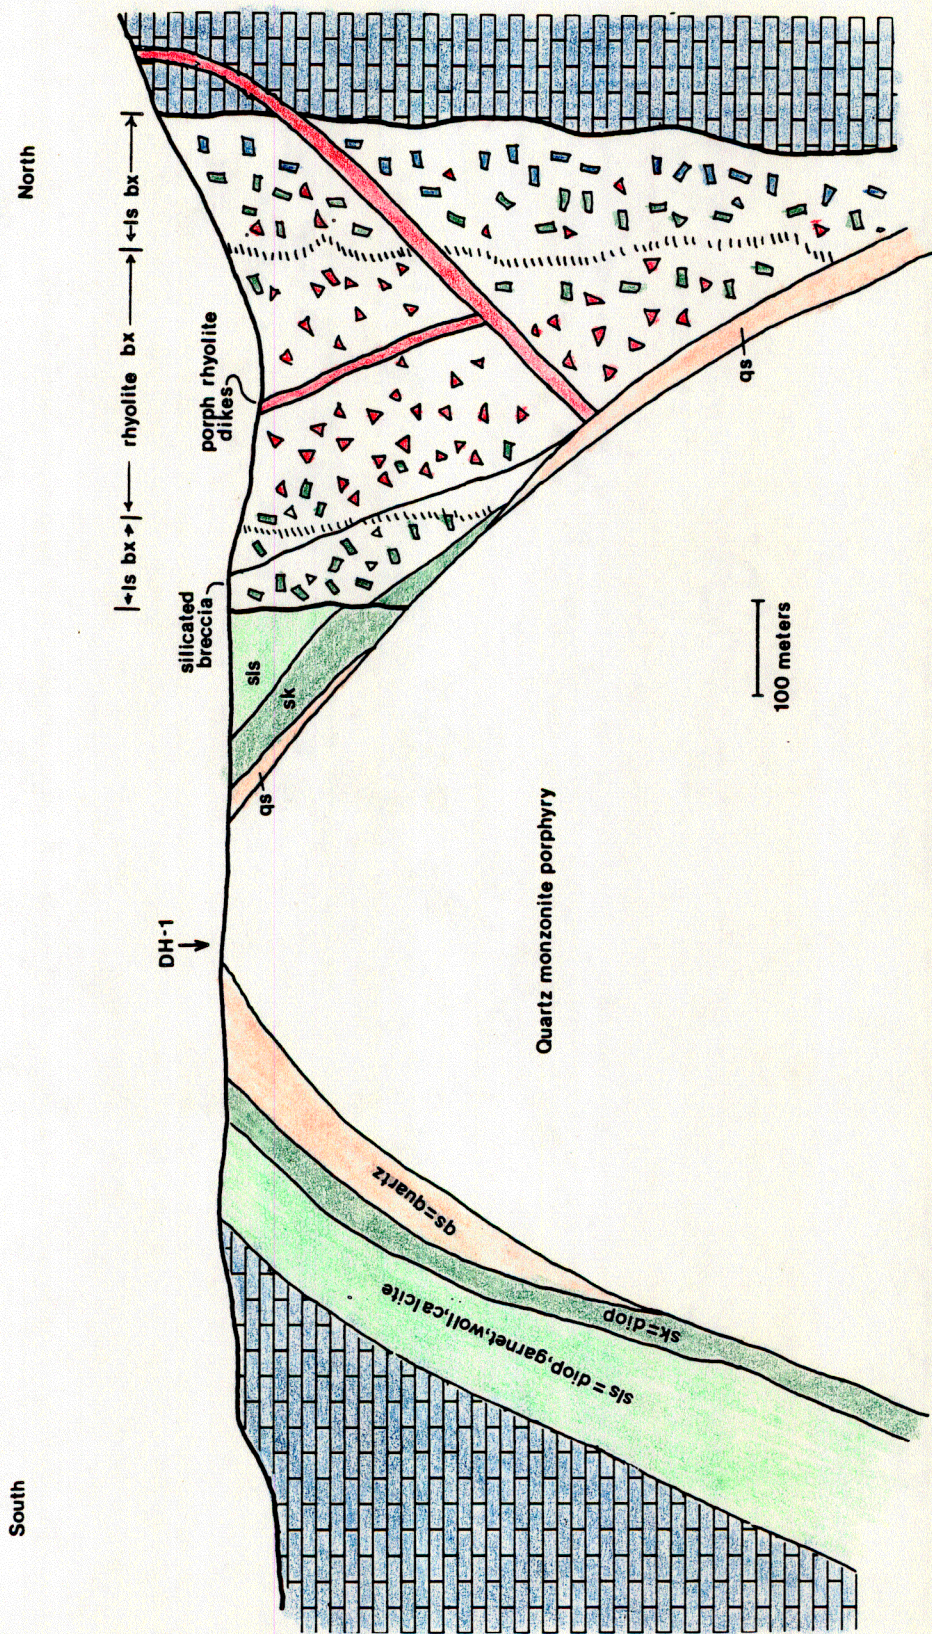 South
North
ls bx
rhyolite bx
ls bx
DH-1
silicated
breccia
porph rhyolite
dikes
sls
sk
qs
qs
qs=quartz
sk=diop
sls = diop,garnet,woll,calcite
Quartz monzonite porphyry
100 meters